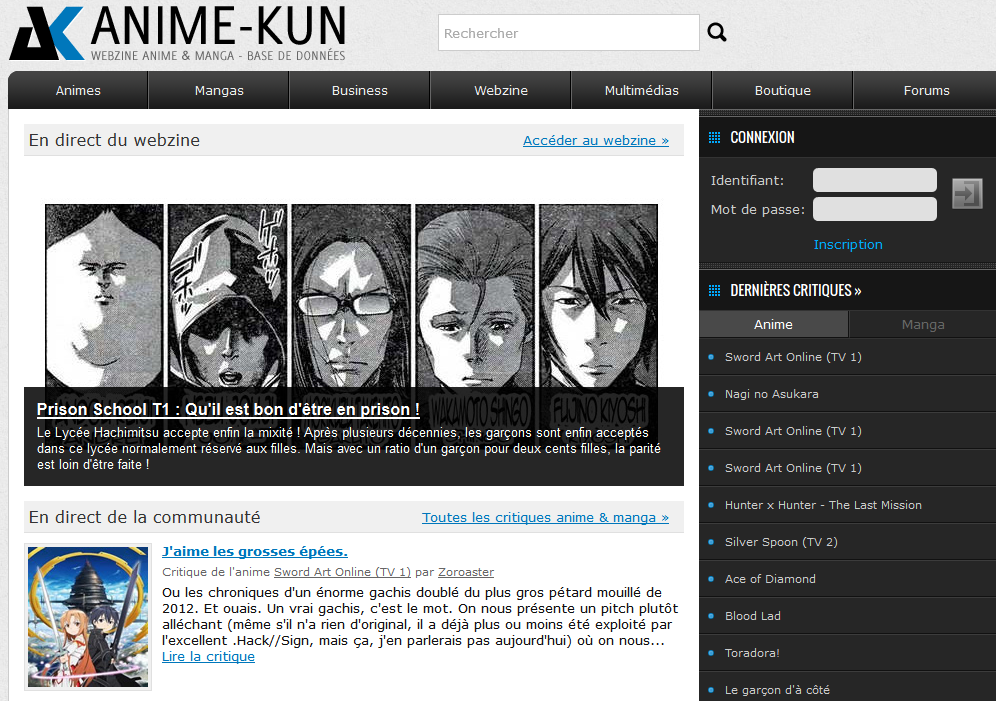 AK ANIME-KUN
WEBZINE ANIME & MANGA - BASE DE DONNÉES
Rechercher
Animes
Mangas
Business
Webzine
Multimédias
Boutique
Forums
En direct du webzine
Accéder au webzine »
WAKAMOTO SHINGO
FUJINO KIYOSHI
Prison School T1 : Qu'il est bon d'être en prison !
Le Lycée Hachimitsu accepte enfin la mixité ! Après plusieurs décennies, les garçons sont enfin acceptés
dans ce lycée normalement réservé aux filles. Mais avec un ratio d'un garçon pour deux cents filles, la parité
est loin d'être faite !
En direct de la communauté
Toutes les critiques anime & manga »
J'aime les grosses épées.
Critique de l'anime Sword Art Online (TV 1) par Zoroaster
Ou les chroniques d'un énorme gachis doublé du plus gros pétard mouillé de
2012. Et ouais. Un vrai gachis, c'est le mot. On nous présente un pitch plutôt
alléchant (même s'il n'a rien d'original, il a déjà plus ou moins été exploité par
l'excellent .Hack//Sign, mais ça, j'en parlerais pas aujourd'hui) où on nous...
Lire la critique
CONNEXION
Identifiant:
Mot de passe:
Inscription
DERNIÈRES CRITIQUES »
Anime
Manga
Sword Art Online (TV 1)
Nagi no Asukara
Sword Art Online (TV 1)
Sword Art Online (TV 1)
Hunter x Hunter - The Last Mission
Silver Spoon (TV 2)
Ace of Diamond
Blood Lad
Toradora!
Le garçon d'à côté